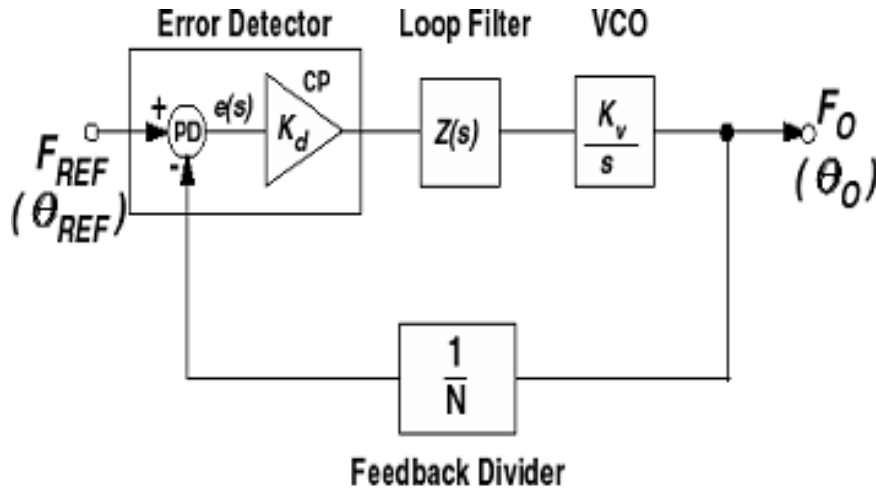 Error Detector Loop Filter VCO
CP
+ PD e(s) K_d Z(s) K_v
s
-
F_REF
(θ_REF)
F_O
(θ_O)
1
N
Feedback Divider